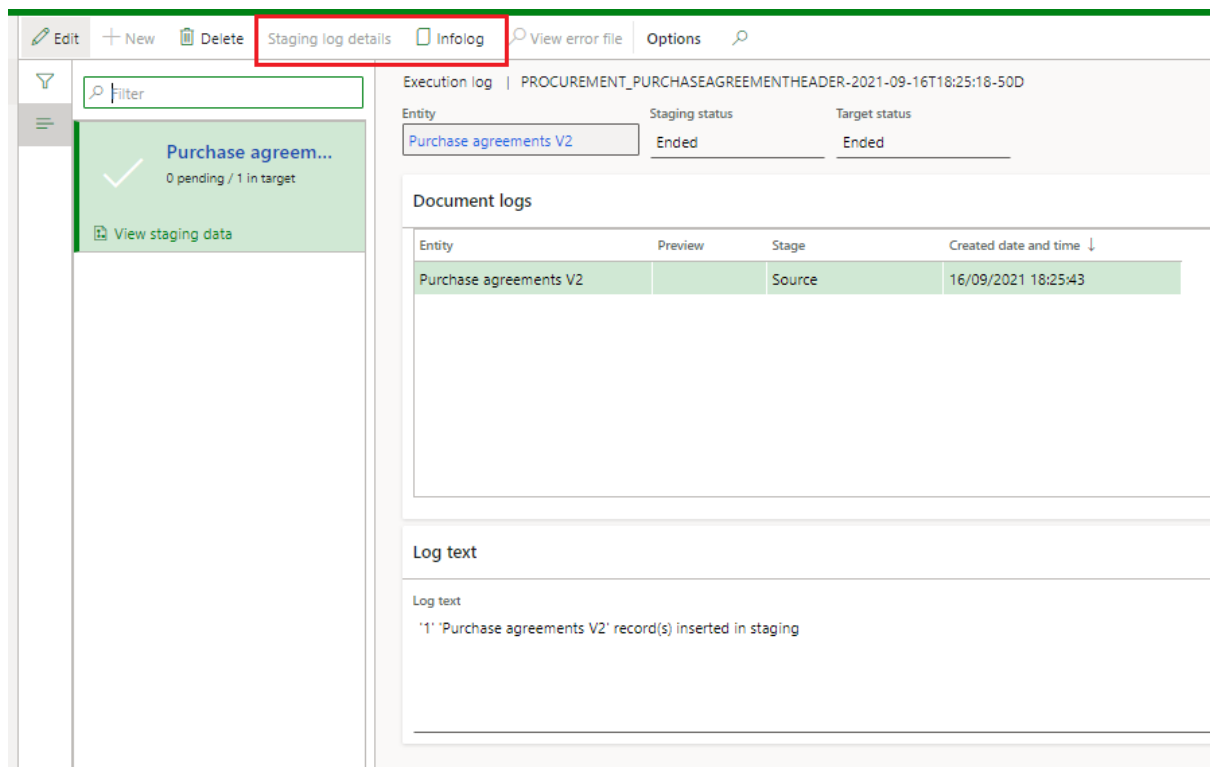 Edit New Delete Staging log details Infolog View error file Options
Filter
Purchase agreem...
0 pending / 1 in target
View staging data
Execution log | PROCUREMENT_PURCHASEAGREEMENTHEADER-2021-09-16T18:25:18-50D
Entity Staging status Target status
Purchase agreements V2 Ended Ended
Document logs
Entity Preview Stage Created date and time ↓
Purchase agreements V2 Source 16/09/2021 18:25:43
Log text
Log text
'1' 'Purchase agreements V2' record(s) inserted in staging